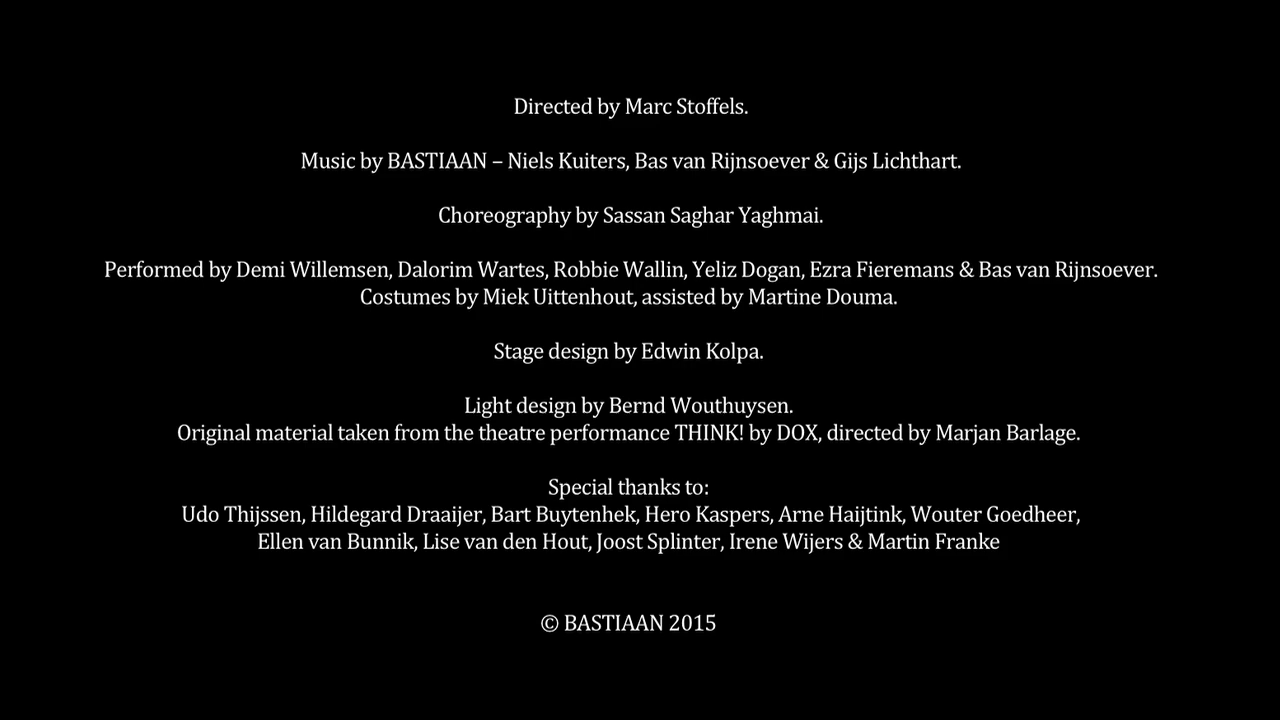 Directed by Marc Stoffels.
Music by BASTIAAN – Niels Kuiters, Bas van Rijnsoever & Gijs Lichthart.
Choreography by Sassan Saghar Yaghmai.
Performed by Demi Willemsen, Dalorim Wartes, Robbie Wallin, Yeliz Dogan, Ezra Fieremans & Bas van Rijnsoever.
Costumes by Miek Uittenhout, assisted by Martine Douma.
Stage design by Edwin Kolpa.
Light design by Bernd Wouthuysen.
Original material taken from the theatre performance THINK! by DOX, directed by Marjan Barlage.
Special thanks to:
Udo Thijssen, Hildegard Draaijer, Bart Buytenhek, Hero Kaspers, Arne Haijtink, Wouter Goedheer,
Ellen van Bunnik, Lise van den Hout, Joost Splinter, Irene Wijers & Martin Franke
© BASTIAAN 2015